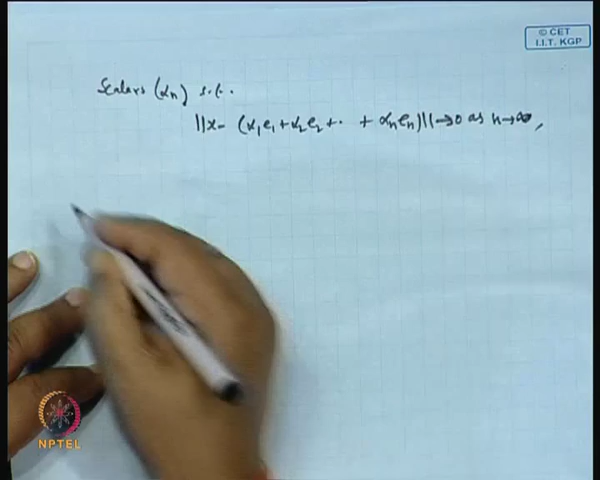 © CET
I.I.T. KGP
Scalars (αn) s.t.
||x - (α1e1 + α2e2 + .. + αnen)|| → 0 as n → ∞,
NPTEL